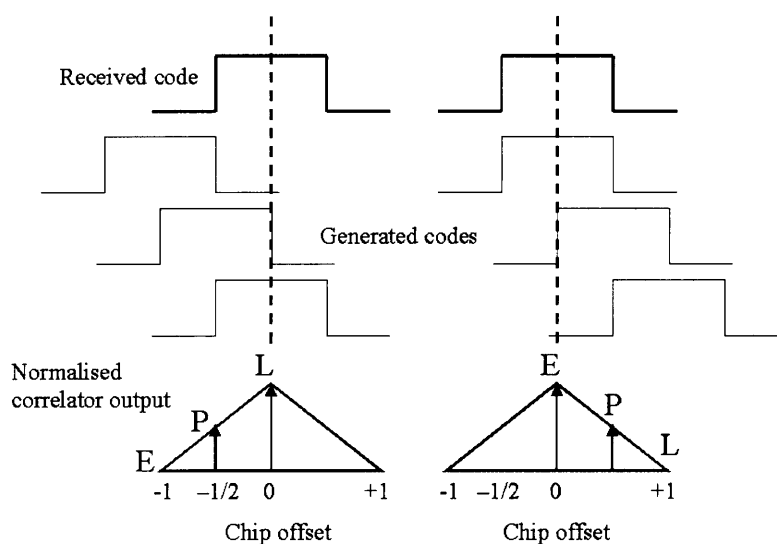 Received code
Generated codes
Normalised
correlator output
L
P
E
-1 –1/2 0 +1
Chip offset
E
P
L
-1 –1/2 0 +1
Chip offset